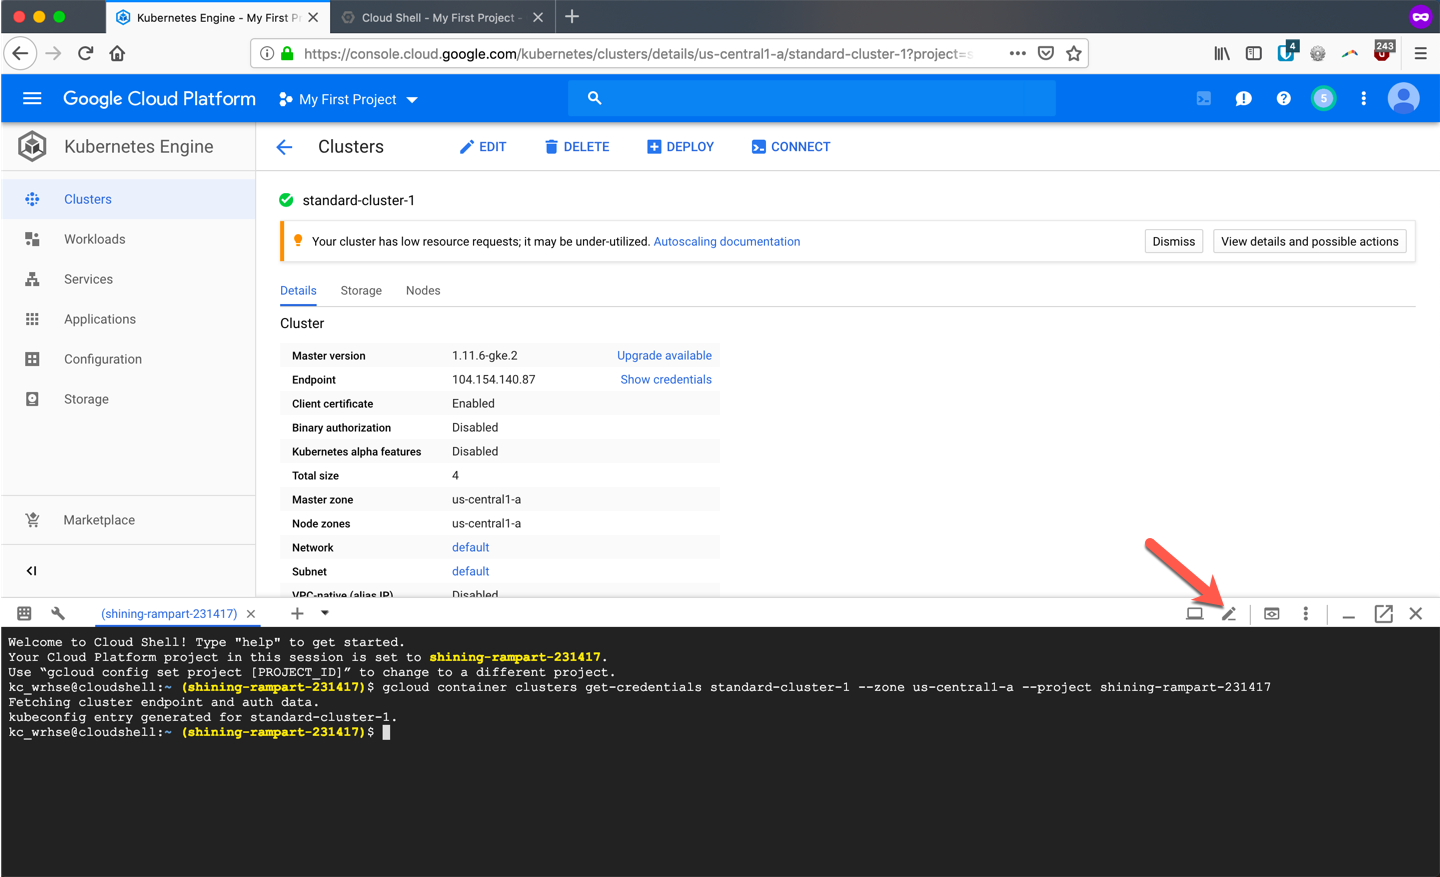 Kubernetes Engine - My First Pr
Cloud Shell - My First Project -
https://console.cloud.google.com/kubernetes/clusters/details/us-central1-a/standard-cluster-1?project=s
4
243
Google Cloud Platform
My First Project
5
Kubernetes Engine
Clusters
EDIT
DELETE
DEPLOY
CONNECT
Clusters
Workloads
Services
Applications
Configuration
Storage
Marketplace
standard-cluster-1
Your cluster has low resource requests; it may be under-utilized. Autoscaling documentation
Dismiss
View details and possible actions
Details
Storage
Nodes
Cluster
Master version 1.11.6-gke.2 Upgrade available
Endpoint 104.154.140.87 Show credentials
Client certificate Enabled
Binary authorization Disabled
Kubernetes alpha features Disabled
Total size 4
Master zone us-central1-a
Node zones us-central1-a
Network default
Subnet default
VPC-native (alias IP) Disabled
(shining-rampart-231417)
Welcome to Cloud Shell! Type "help" to get started.
Your Cloud Platform project in this session is set to shining-rampart-231417.
Use “gcloud config set project [PROJECT_ID]” to change to a different project.
kc_wrhse@cloudshell:~ (shining-rampart-231417)$ gcloud container clusters get-credentials standard-cluster-1 --zone us-central1-a --project shining-rampart-231417
Fetching cluster endpoint and auth data.
kubeconfig entry generated for standard-cluster-1.
kc_wrhse@cloudshell:~ (shining-rampart-231417)$